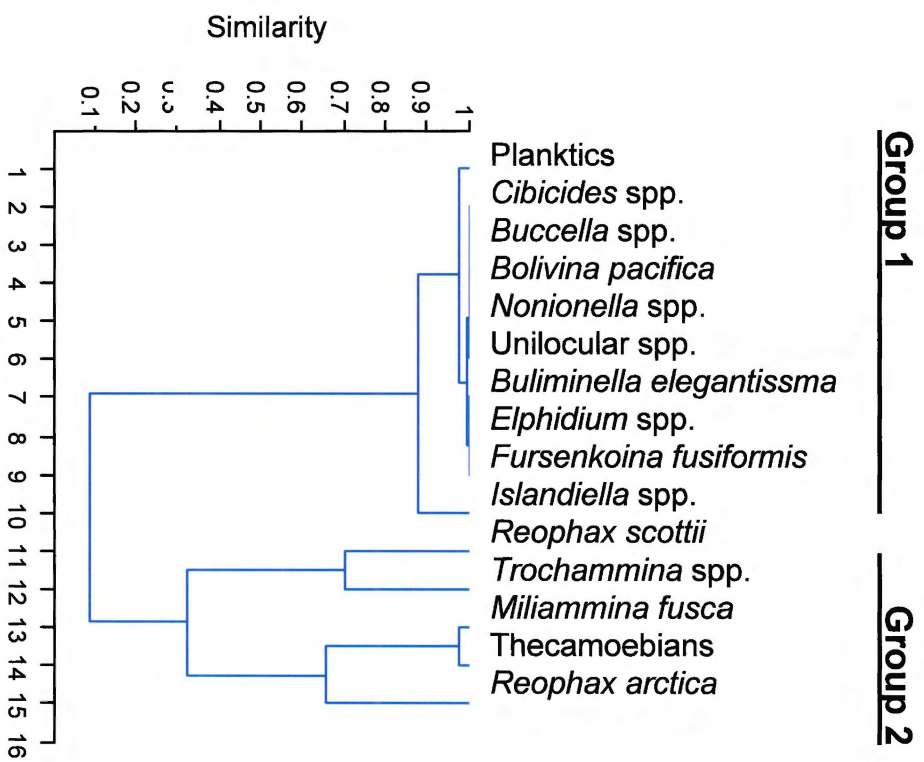 Similarity
0.1
0.2
0.4
0.5
0.6
0.7
0.8
0.9
1
Group 1
Planktics
Cibicides spp.
Buccella spp.
Bolivina pacifica
Nonionella spp.
Unilocular spp.
Buliminella elegantissma
Elphidium spp.
Fursenkoina fusiformis
Islandiella spp.
Reophax scottii
Trochammina spp.
Miliammina fusca
Thecamoebians
Reophax arctica
Group 2
1
2
3
4
5
6
7
8
9
10
11
12
13
14
15
16